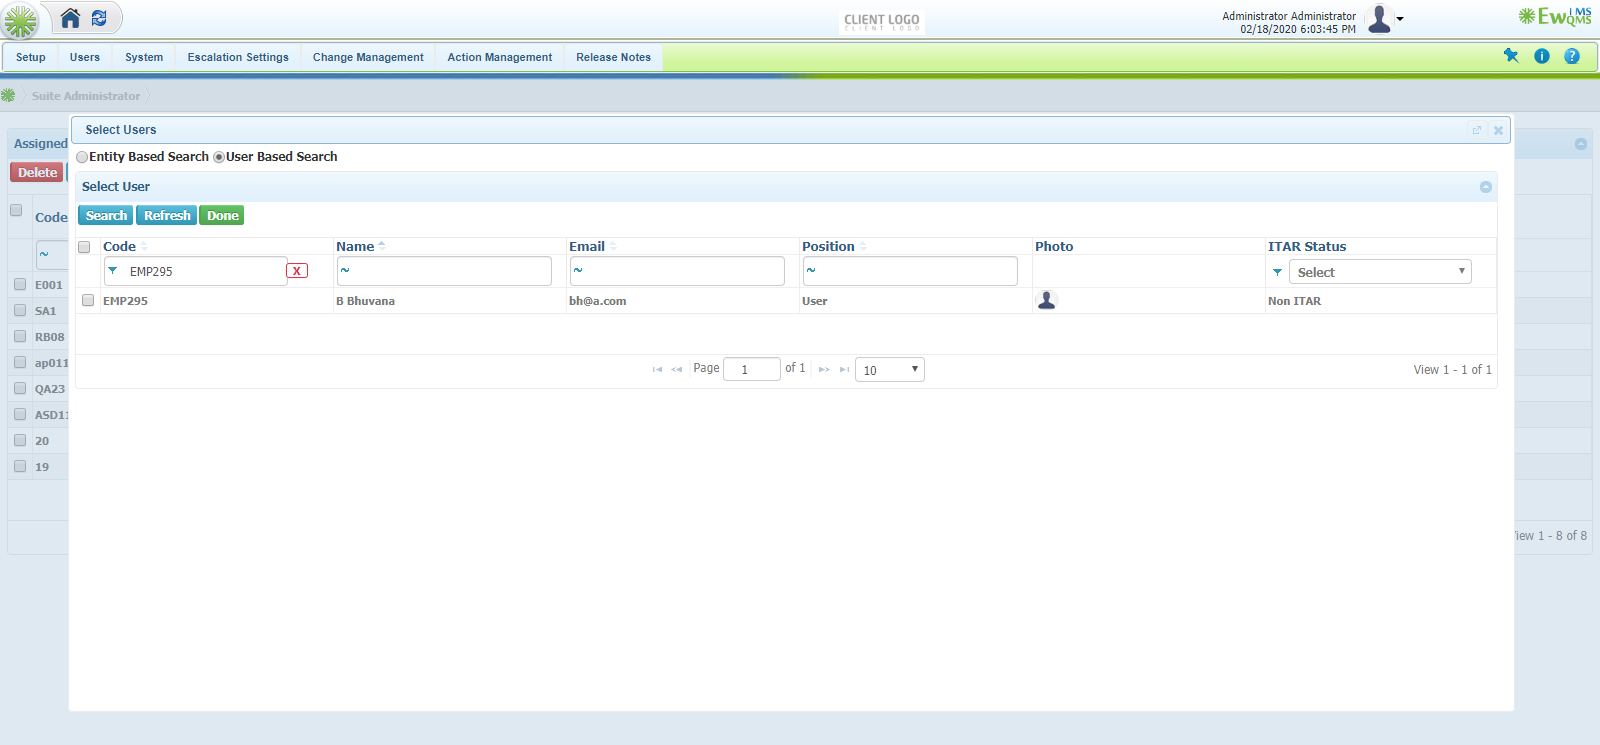 CLIENT LOGO
CLIENT LOGO
Administrator Administrator
02/18/2020 6:03:45 PM
EwQMS IMS
Setup Users System Escalation Settings Change Management Action Management Release Notes
Suite Administrator
Select Users
Assigned
Entity Based Search User Based Search
Delete
Select User
Search Refresh Done
Code
Code Name Email Position Photo ITAR Status
~
EMP295 X ~ ~ ~ Select
E001
EMP295 B Bhuvana bh@a.com User Non ITAR
SA1
RB08
ap011
Page 1 of 1 10 View 1 - 1 of 1
QA23
ASD11
20
19
iew 1 - 8 of 8